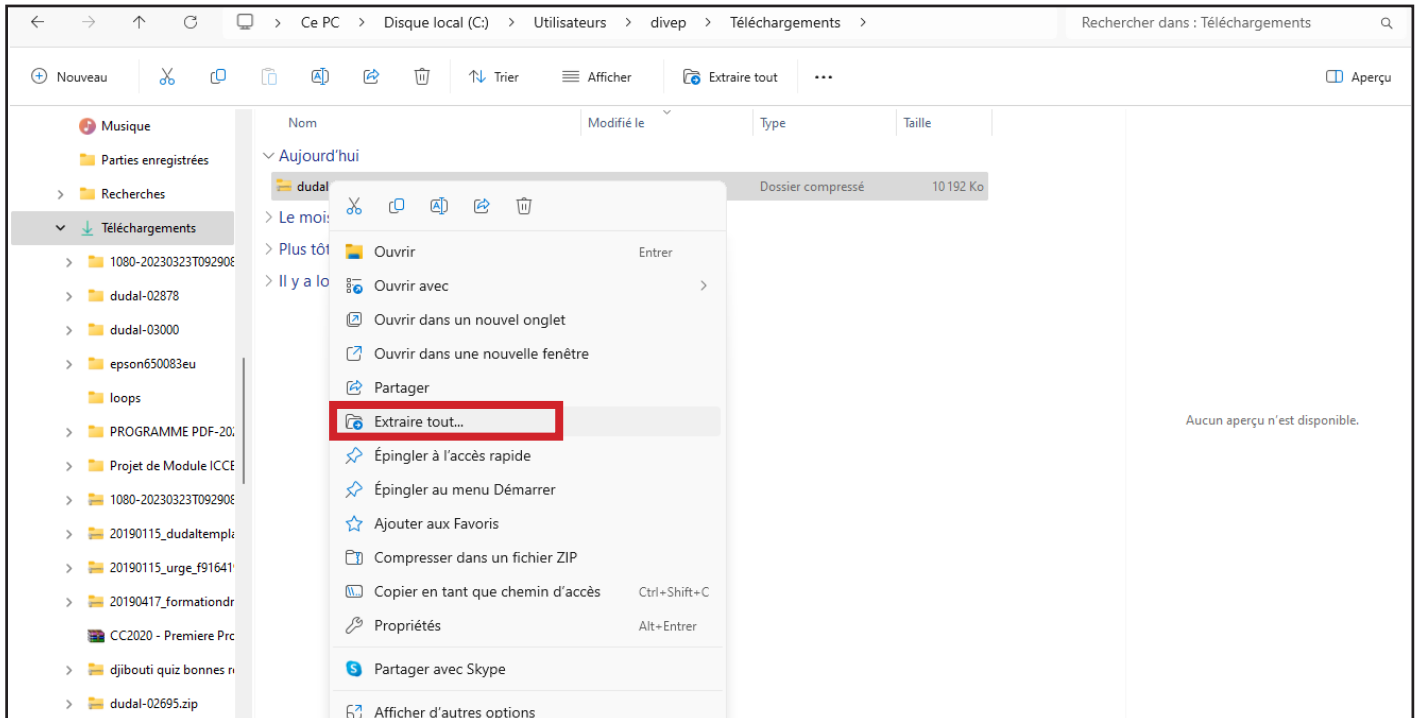 Ce PC > Disque local (C:) > Utilisateurs > divep > Téléchargements >
Rechercher dans : Téléchargements
Nouveau
Trier
Afficher
Extraire tout
...
Aperçu
Musique
Parties enregistrées
Recherches
Téléchargements
1080-20230323T092908
dudal-02878
dudal-03000
epson650083eu
loops
PROGRAMME PDF-202
Projet de Module ICCE
1080-20230323T092908
20190115_dudaltempla
20190115_urge_f916419
20190417_formationdr
CC2020 - Premiere Pro
djibouti quiz bonnes re
dudal-02695.zip
Nom Modifié le Type Taille
Aujourd'hui
dudal Dossier compressé 10 192 Ko
Le mois
Plus tôt
Il y a lo
Ouvrir Entrer
Ouvrir avec
Ouvrir dans un nouvel onglet
Ouvrir dans une nouvelle fenêtre
Partager
Extraire tout...
Épingler à l'accès rapide
Épingler au menu Démarrer
Ajouter aux Favoris
Compresser dans un fichier ZIP
Copier en tant que chemin d'accès Ctrl+Shift+C
Propriétés Alt+Entrer
Partager avec Skype
Afficher d'autres options
Aucun aperçu n'est disponible.